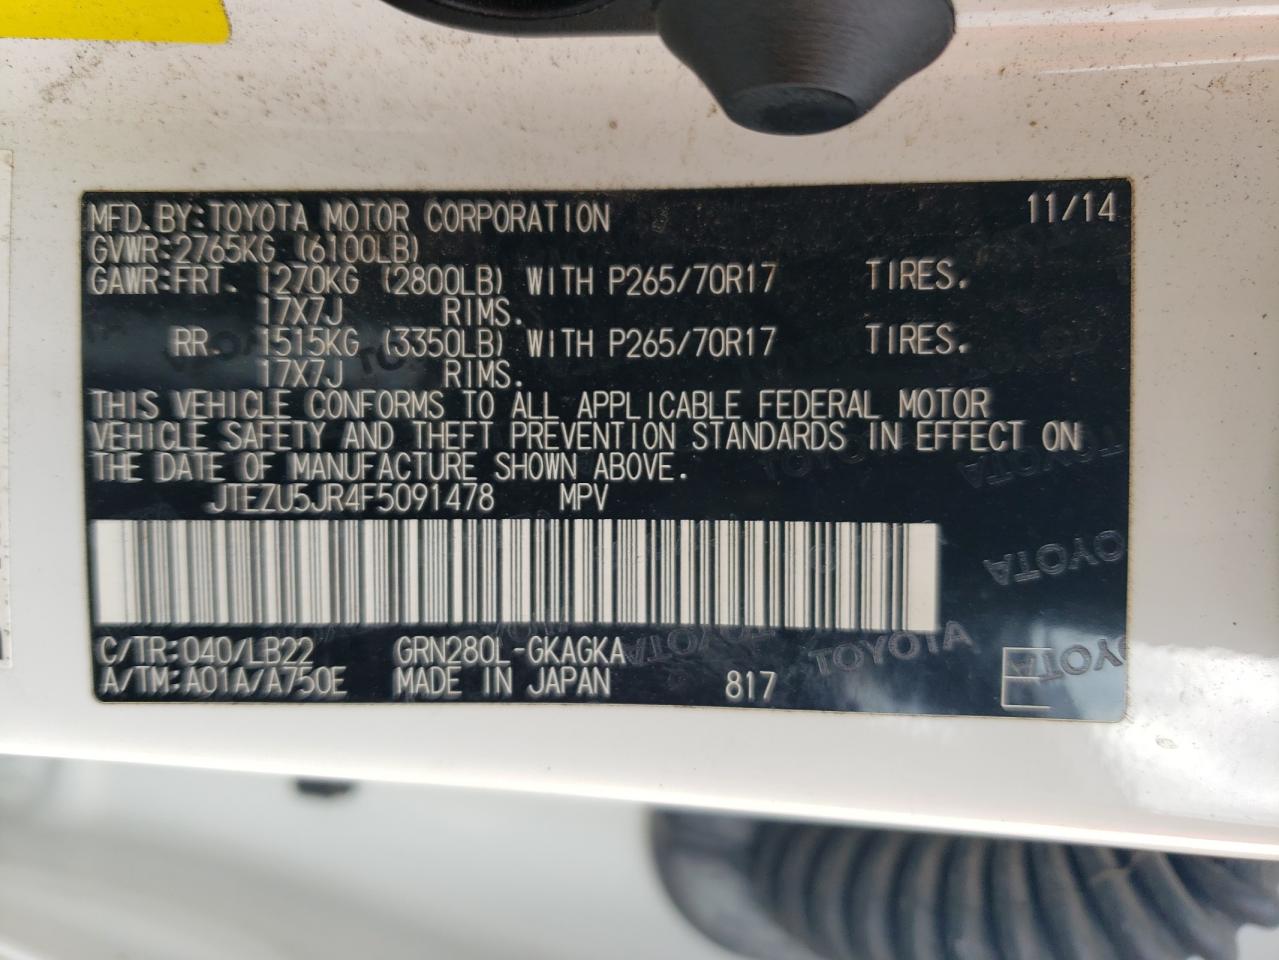 MFD.BY:TOYOTA MOTOR CORPORATION 11/14
GVWR:2765KG (6100LB)
GAWR:FRT. 1270KG (2800LB) WITH P265/70R17 TIRES.
17X7J RIMS.
RR. 1515KG (3350LB) WITH P265/70R17 TIRES.
17X7J RIMS.
THIS VEHICLE CONFORMS TO ALL APPLICABLE FEDERAL MOTOR
VEHICLE SAFETY AND THEFT PREVENTION STANDARDS IN EFFECT ON
THE DATE OF MANUFACTURE SHOWN ABOVE.
JTEZU5JR4F5091478 MPV
C/TR:040/LB22 GRN280L-GKAGKA
A/TM:A01A/A750E MADE IN JAPAN 817
TOYOTA
TOYOTA
TOYOTA